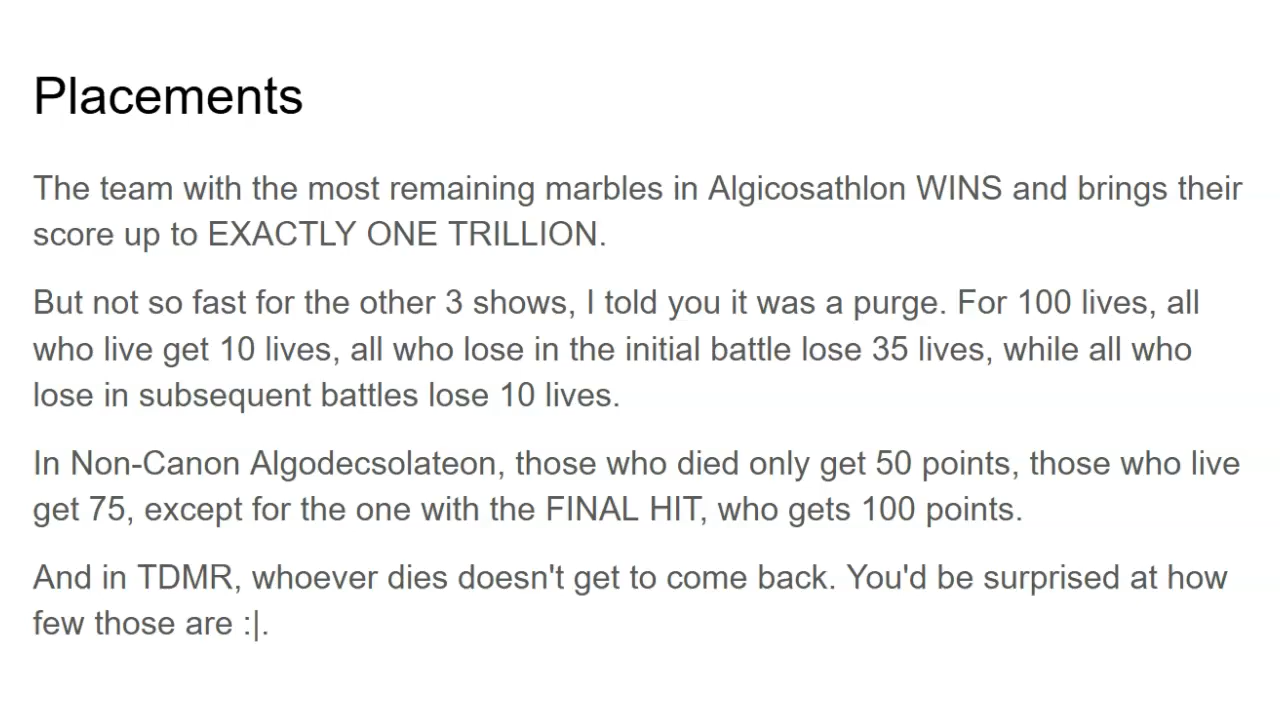 Placements
The team with the most remaining marbles in Algicosathlon WINS and brings their
score up to EXACTLY ONE TRILLION.
But not so fast for the other 3 shows, I told you it was a purge. For 100 lives, all
who live get 10 lives, all who lose in the initial battle lose 35 lives, while all who
lose in subsequent battles lose 10 lives.
In Non-Canon Algodecsolateon, those who died only get 50 points, those who live
get 75, except for the one with the FINAL HIT, who gets 100 points.
And in TDMR, whoever dies doesn't get to come back. You'd be surprised at how
few those are :|.